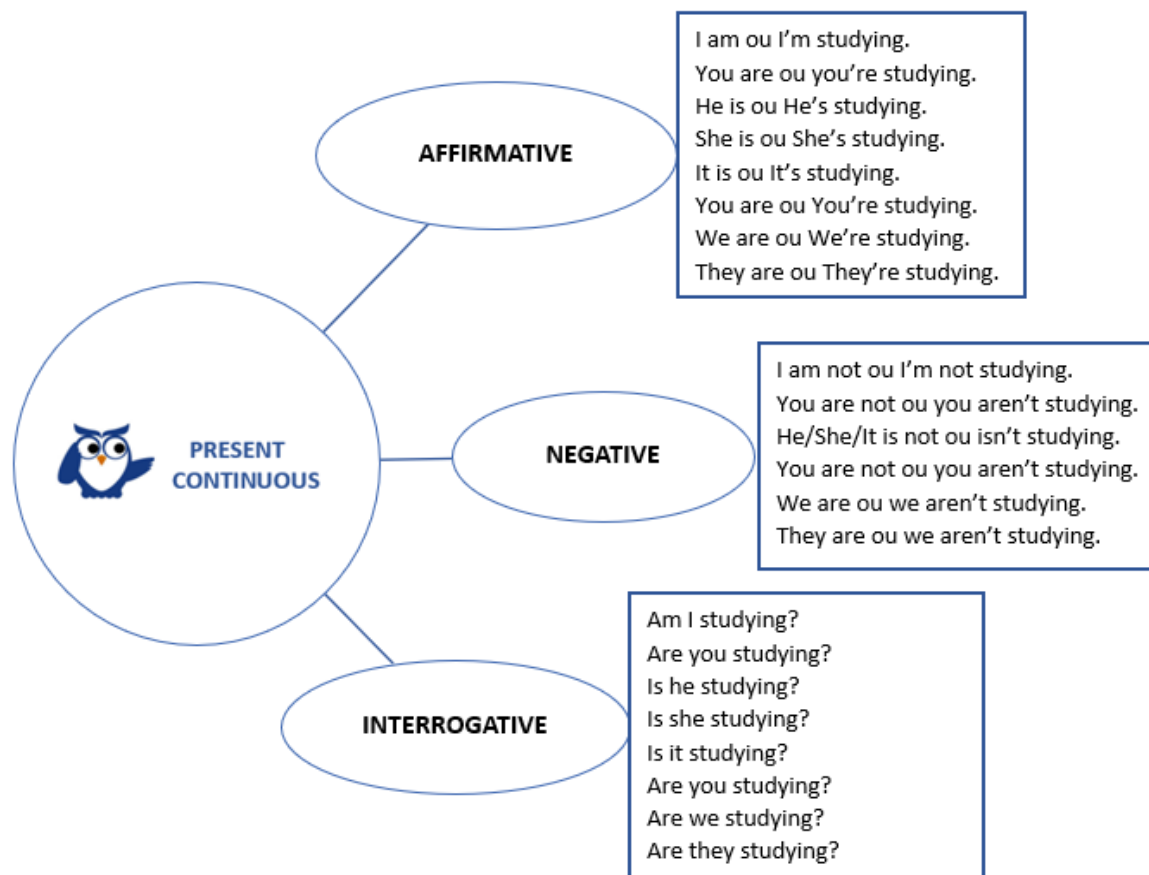 PRESENT
CONTINUOUS
AFFIRMATIVE
I am ou I'm studying.
You are ou you're studying.
He is ou He's studying.
She is ou She's studying.
It is ou It's studying.
You are ou You're studying.
We are ou We're studying.
They are ou They're studying.
NEGATIVE
I am not ou I'm not studying.
You are not ou you aren't studying.
He/She/It is not ou isn't studying.
You are not ou you aren't studying.
We are ou we aren't studying.
They are ou we aren't studying.
INTERROGATIVE
Am I studying?
Are you studying?
Is he studying?
Is she studying?
Is it studying?
Are you studying?
Are we studying?
Are they studying?